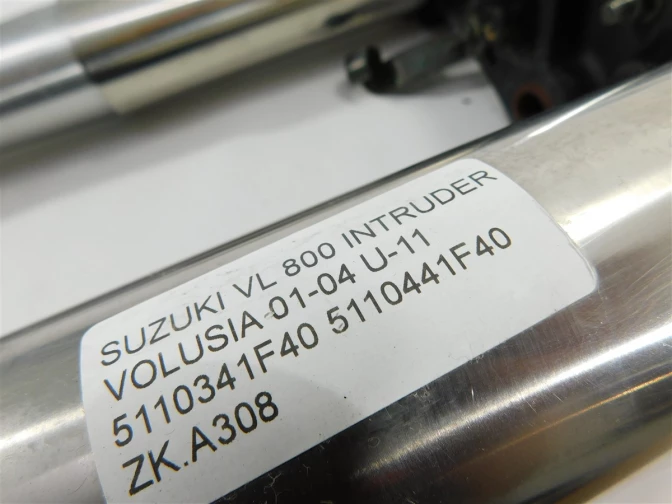 SUZUKI VL 800 INTRUDER
VOLUSIA 01-04 U-11
5110341F40 5110441F40
ZK.A308